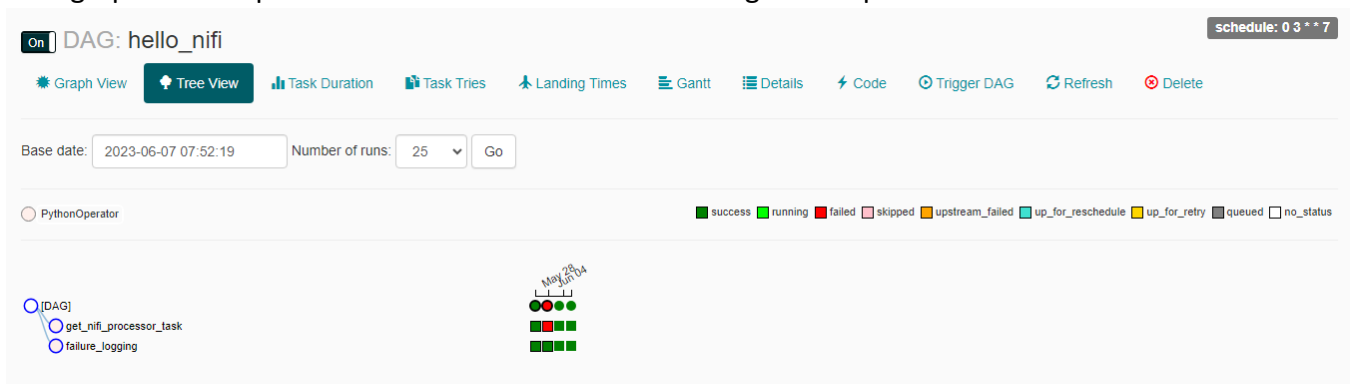 On DAG: hello_nifi
schedule: 0 3 * * 7
Graph View Tree View Task Duration Task Tries Landing Times Gantt Details Code Trigger DAG Refresh Delete
Base date: 2023-06-07 07:52:19 Number of runs: 25 Go
PythonOperator
success running failed skipped upstream_failed up_for_reschedule up_for_retry queued no_status
May 28
Jun 04
[DAG]
get_nifi_processor_task
failure_logging